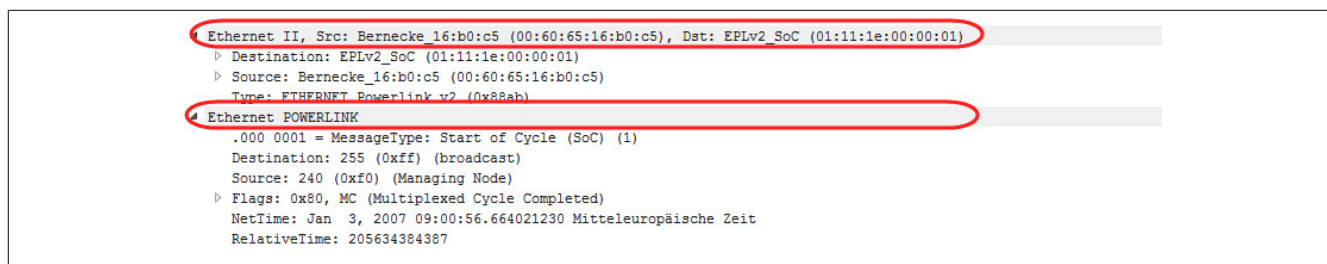 Ethernet II, Src: Bernecke_16:b0:c5 (00:60:65:16:b0:c5), Dst: EPLv2_SoC (01:11:1e:00:00:01)
Destination: EPLv2_SoC (01:11:1e:00:00:01)
Source: Bernecke_16:b0:c5 (00:60:65:16:b0:c5)
Type: ETHERNET Powerlink v2 (0x88ab)
Ethernet POWERLINK
.000 0001 = MessageType: Start of Cycle (SoC) (1)
Destination: 255 (0xff) (broadcast)
Source: 240 (0xf0) (Managing Node)
Flags: 0x80, MC (Multiplexed Cycle Completed)
NetTime: Jan  3, 2007 09:00:56.664021230 Mitteleuropäische Zeit
RelativeTime: 205634384387